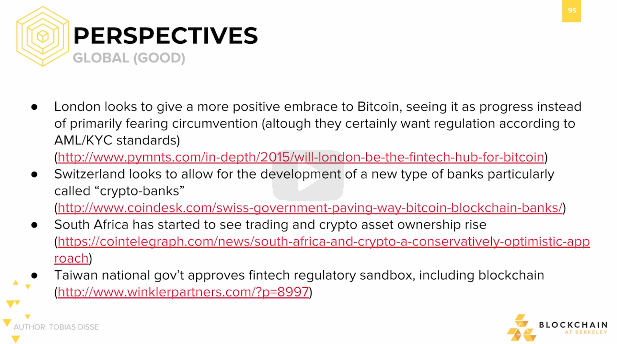 95
PERSPECTIVES
GLOBAL (GOOD)
● London looks to give a more positive embrace to Bitcoin, seeing it as progress instead
of primarily fearing circumvention (altough they certainly want regulation according to
AML/KYC standards)
(http://www.pymnts.com/in-depth/2015/will-london-be-the-fintech-hub-for-bitcoin)
● Switzerland looks to allow for the development of a new type of banks particularly
called “crypto-banks”
(http://www.coindesk.com/swiss-government-paving-way-bitcoin-blockchain-banks/)
● South Africa has started to see trading and crypto asset ownership rise
(https://cointelegraph.com/news/south-africa-and-crypto-a-conservatively-optimistic-app
roach)
● Taiwan national gov’t approves fintech regulatory sandbox, including blockchain
(http://www.winklerpartners.com/?p=8997)
AUTHOR: TOBIAS DISSE
BLOCKCHAIN
AT BERKELEY